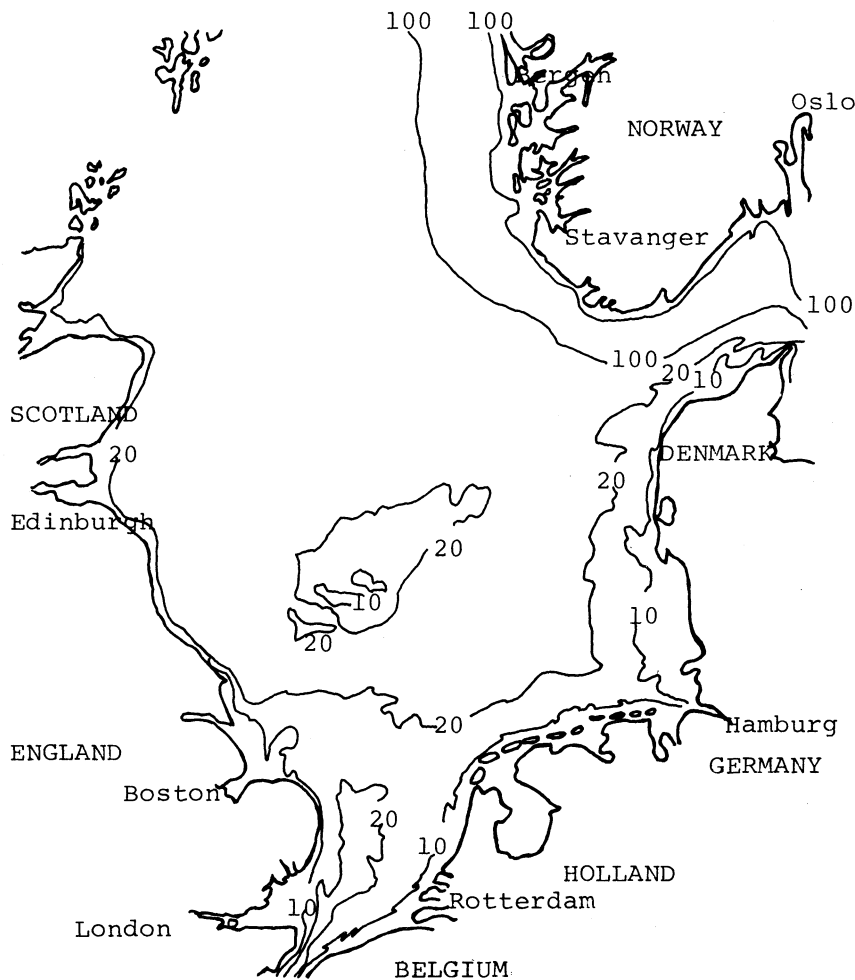 100 100
Bergen
Oslo
NORWAY
Stavanger
100
100
20
10
SCOTLAND
20
DENMARK
20
Edinburgh
20
10
10
20
20
Hamburg
ENGLAND
GERMANY
Boston
20
10
HOLLAND
10
Rotterdam
London
BELGIUM